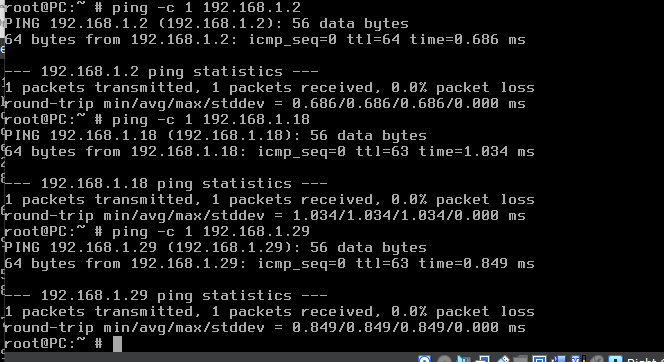 root@PC:~ # ping -c 1 192.168.1.2
PING 192.168.1.2 (192.168.1.2): 56 data bytes
64 bytes from 192.168.1.2: icmp_seq=0 ttl=64 time=0.686 ms

--- 192.168.1.2 ping statistics ---
1 packets transmitted, 1 packets received, 0.0% packet loss
round-trip min/avg/max/stddev = 0.686/0.686/0.686/0.000 ms
root@PC:~ # ping -c 1 192.168.1.18
PING 192.168.1.18 (192.168.1.18): 56 data bytes
64 bytes from 192.168.1.18: icmp_seq=0 ttl=63 time=1.034 ms

--- 192.168.1.18 ping statistics ---
1 packets transmitted, 1 packets received, 0.0% packet loss
round-trip min/avg/max/stddev = 1.034/1.034/1.034/0.000 ms
root@PC:~ # ping -c 1 192.168.1.29
PING 192.168.1.29 (192.168.1.29): 56 data bytes
64 bytes from 192.168.1.29: icmp_seq=0 ttl=63 time=0.849 ms

--- 192.168.1.29 ping statistics ---
1 packets transmitted, 1 packets received, 0.0% packet loss
round-trip min/avg/max/stddev = 0.849/0.849/0.849/0.000 ms
root@PC:~ #
Right